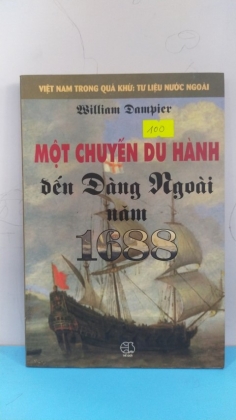 VIỆT NAM TRONG QUÁ KHỨ: TƯ LIỆU NƯỚC NGOÀI
William Dampier
100
MỘT CHUYẾN DU HÀNH
đến Đàng Ngoài
năm
1688